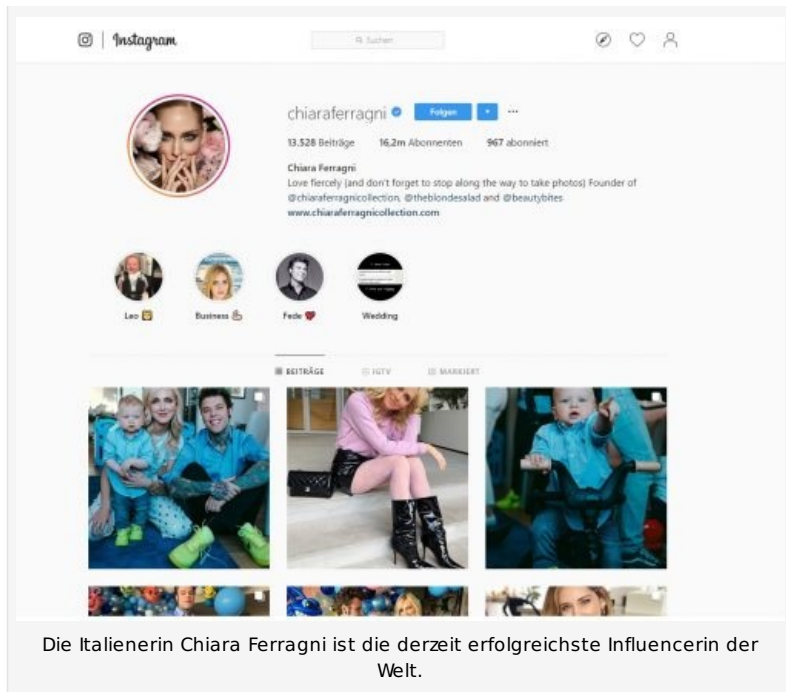 Instagram
Suchen
chiaraferragni Folgen
13.528 Beiträge 16,2m Abonnenten 967 abonniert
Chiara Ferragni
Love fiercely (and don't forget to stop along the way to take photos) Founder of
@chiaraferragnicollection, @theblondesalad and @beautybites
www.chiaraferragnicollection.com
Leo Business Fede Wedding
BEITRÄGE IGTV MARKIERT
Die Italienerin Chiara Ferragni ist die derzeit erfolgreichste Influencerin der
Welt.